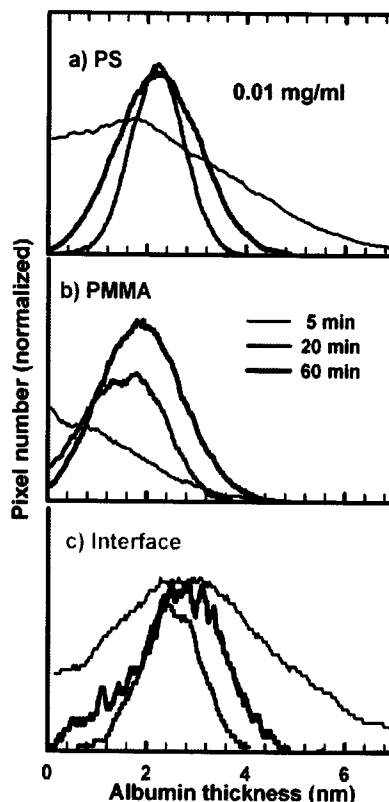 a) PS
0.01 mg/ml
b) PMMA
5 min
20 min
60 min
c) Interface
Pixel number (normalized)
0 2 4 6
Albumin thickness (nm)